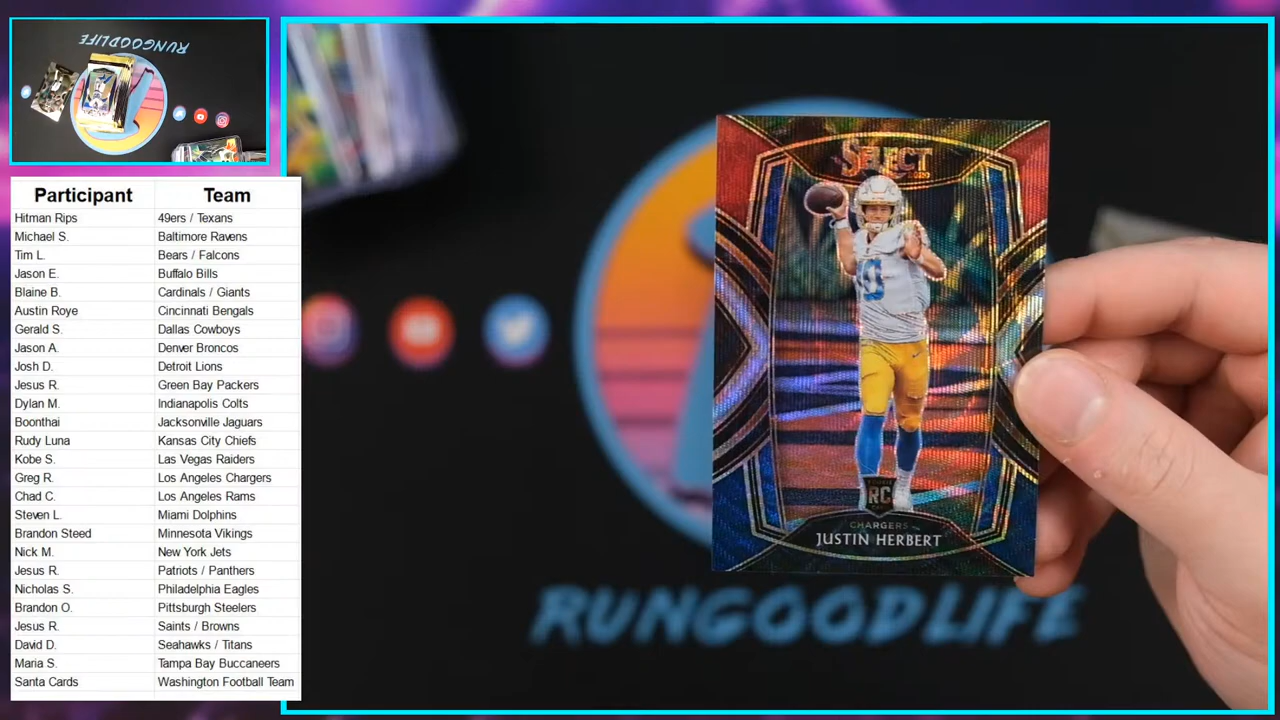 RUNGOODLIFE
Participant Team
Hitman Rips 49ers / Texans
Michael S. Baltimore Ravens
Tim L. Bears / Falcons
Jason E. Buffalo Bills
Blaine B. Cardinals / Giants
Austin Roye Cincinnati Bengals
Gerald S. Dallas Cowboys
Jason A. Denver Broncos
Josh D. Detroit Lions
Jesus R. Green Bay Packers
Dylan M. Indianapolis Colts
Boonthai Jacksonville Jaguars
Rudy Luna Kansas City Chiefs
Kobe S. Las Vegas Raiders
Greg R. Los Angeles Chargers
Chad C. Los Angeles Rams
Steven L. Miami Dolphins
Brandon Steed Minnesota Vikings
Nick M. New York Jets
Jesus R. Patriots / Panthers
Nicholas S. Philadelphia Eagles
Brandon O. Pittsburgh Steelers
Jesus R. Saints / Browns
David D. Seahawks / Titans
Maria S. Tampa Bay Buccaneers
Santa Cards Washington Football Team
SELECT
RC
CHARGERS
JUSTIN HERBERT
RUNGOODLIFE